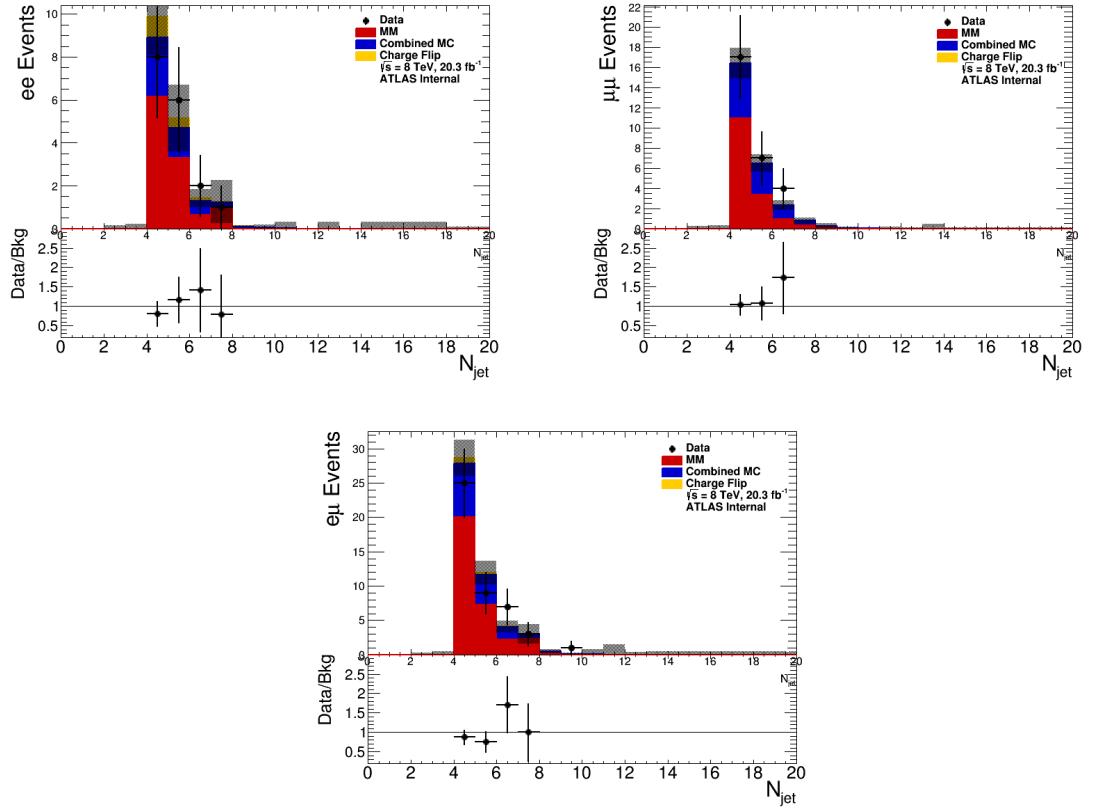 ee Events
10
8
6
4
2
Data
MM
Combined MC
Charge Flip
√s = 8 TeV, 20.3 fb⁻¹
ATLAS Internal
0 2 4 6 8 10 12 14 16 18 20
N_jet
Data/Bkg
2.5
2
1.5
1
0.5
0 2 4 6 8 10 12 14 16 18 20
N_jet
μμ Events
22
20
18
16
14
12
10
8
6
4
2
0
Data
MM
Combined MC
Charge Flip
√s = 8 TeV, 20.3 fb⁻¹
ATLAS Internal
0 2 4 6 8 10 12 14 16 18 20
N_jet
Data/Bkg
2.5
2
1.5
1
0.5
0 2 4 6 8 10 12 14 16 18 20
N_jet
eμ Events
30
25
20
15
10
5
0
Data
MM
Combined MC
Charge Flip
√s = 8 TeV, 20.3 fb⁻¹
ATLAS Internal
0 2 4 6 8 10 12 14 16 18 20
N_jet
Data/Bkg
2.5
2
1.5
1
0.5
0 2 4 6 8 10 12 14 16 18 20
N_jet